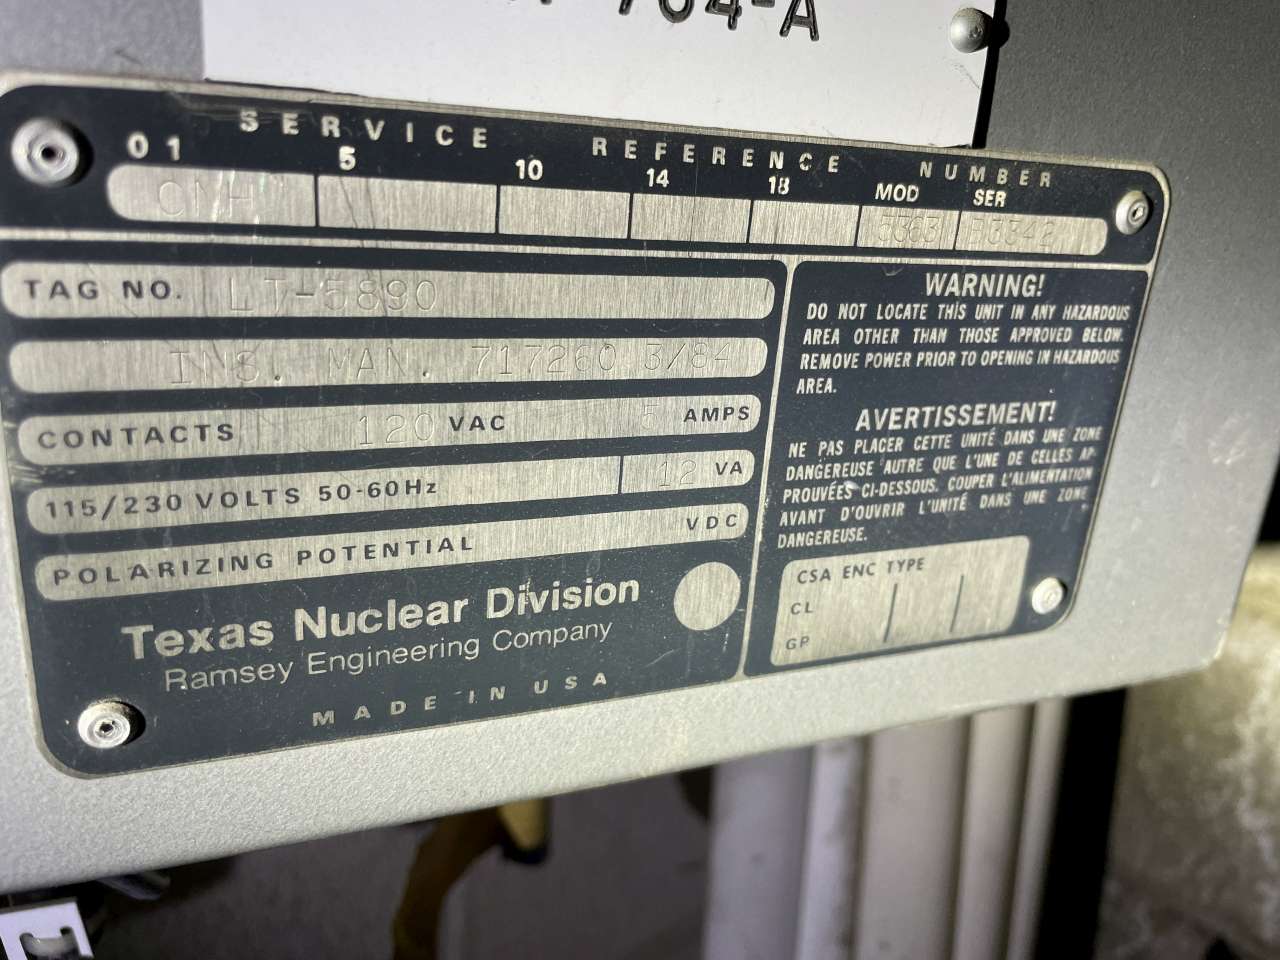 704-A
SERVICE REFERENCE NUMBER
01 5 10 14 18 MOD SER
CNH 5363 B3342
TAG NO. LT-5890
INS. MAN. 717260 3/84
CONTACTS 120 VAC 5 AMPS
115/230 VOLTS 50-60Hz 12 VA
POLARIZING POTENTIAL VDC
Texas Nuclear Division
Ramsey Engineering Company
MADE IN USA
WARNING!
DO NOT LOCATE THIS UNIT IN ANY HAZARDOUS
AREA OTHER THAN THOSE APPROVED BELOW.
REMOVE POWER PRIOR TO OPENING IN HAZARDOUS
AREA.
AVERTISSEMENT!
NE PAS PLACER CETTE UNITÉ DANS UNE ZONE
DANGEREUSE AUTRE QUE L'UNE DE CELLES AP-
PROUVÉES CI-DESSOUS. COUPER L'ALIMENTATION
AVANT D'OUVRIR L'UNITÉ DANS UNE ZONE
DANGEREUSE.
CSA ENC TYPE
CL
GP